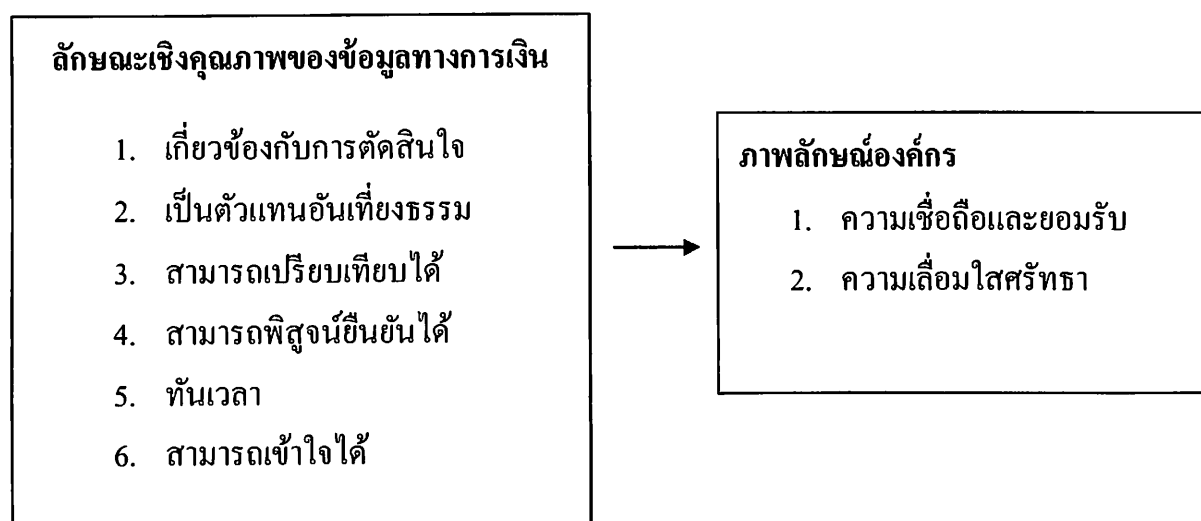 ลักษณะเชิงคุณภาพของข้อมูลทางการเงิน
1. เกี่ยวข้องกับการตัดสินใจ
2. เป็นตัวแทนอันเที่ยงธรรม
3. สามารถเปรียบเทียบได้
4. สามารถพิสูจน์ยืนยันได้
5. ทันเวลา
6. สามารถเข้าใจได้
ภาพลักษณ์องค์กร
1. ความเชื่อถือและยอมรับ
2. ความเลื่อมใสศรัทธา